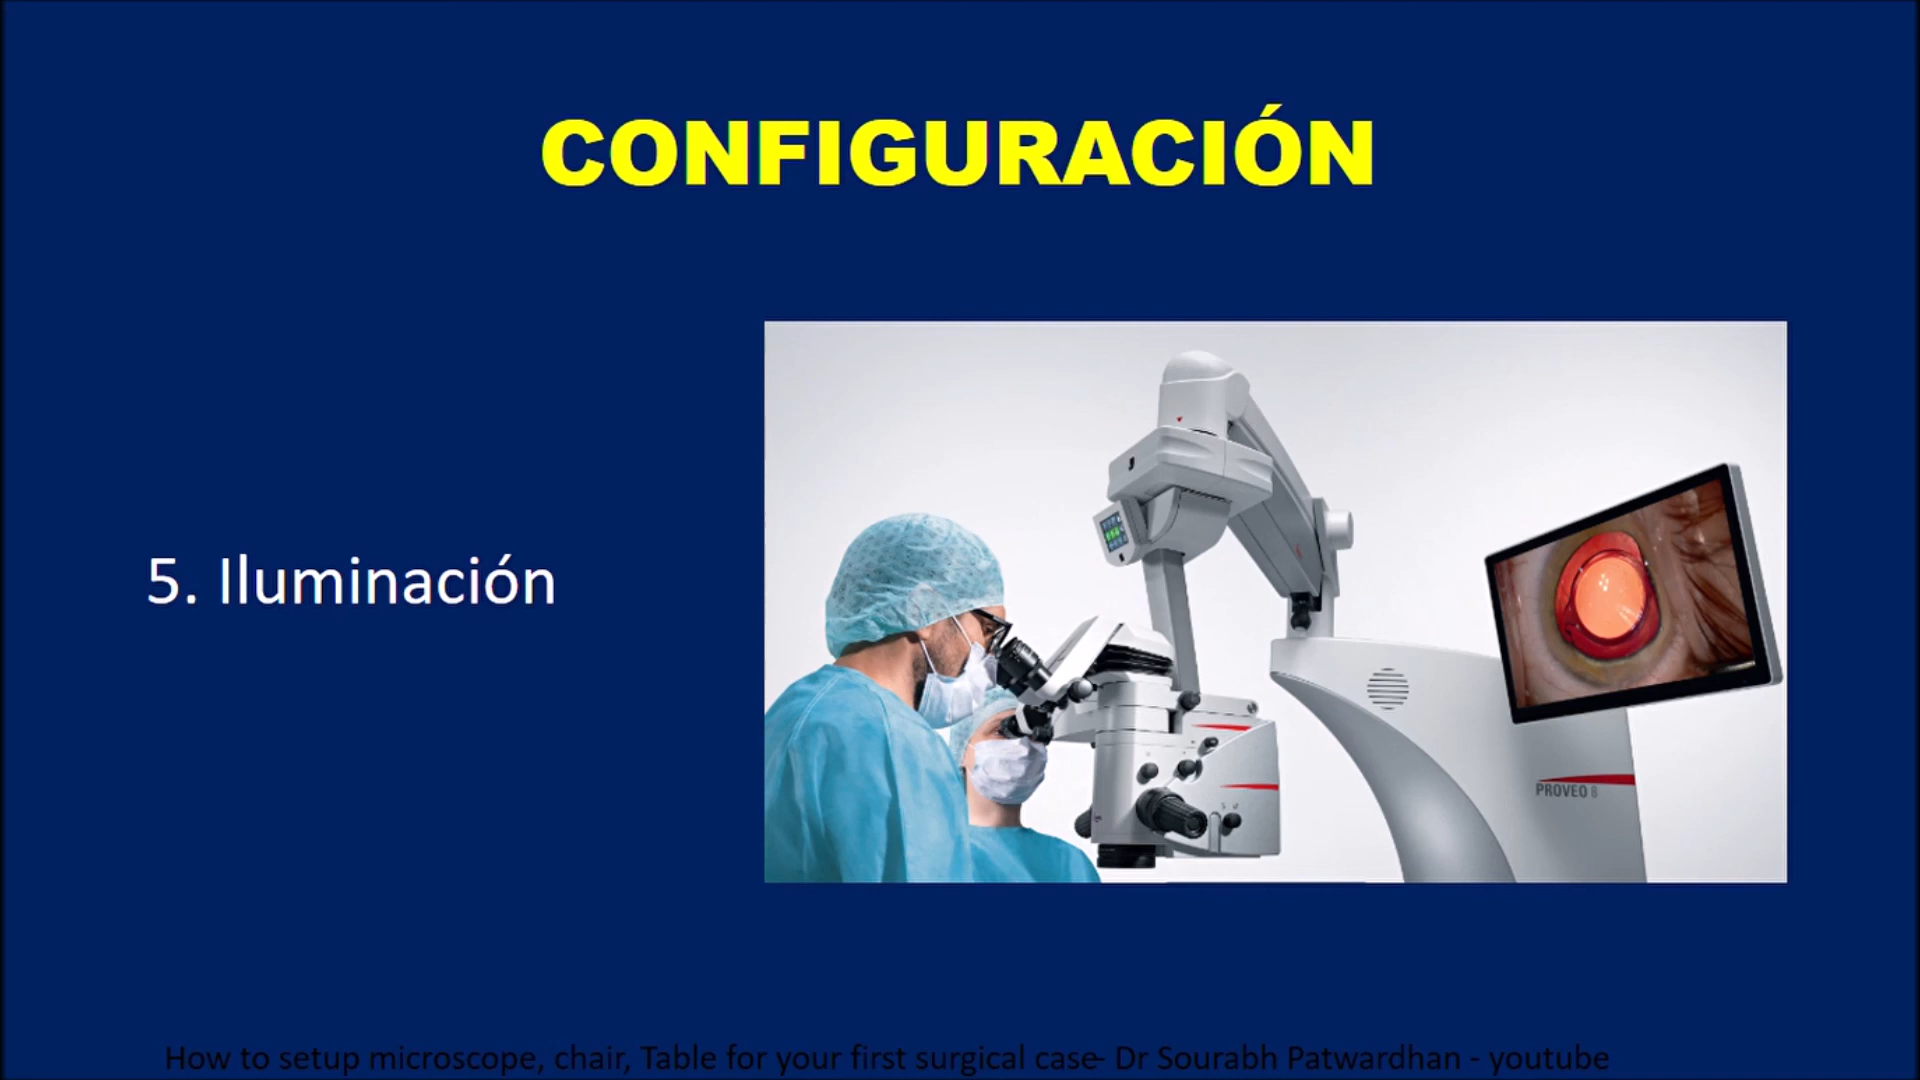 CONFIGURACIÓN
5. Iluminación
PROVEO 8
How to setup microscope, chair, Table for your first surgical case- Dr Sourabh Patwardhan - youtube